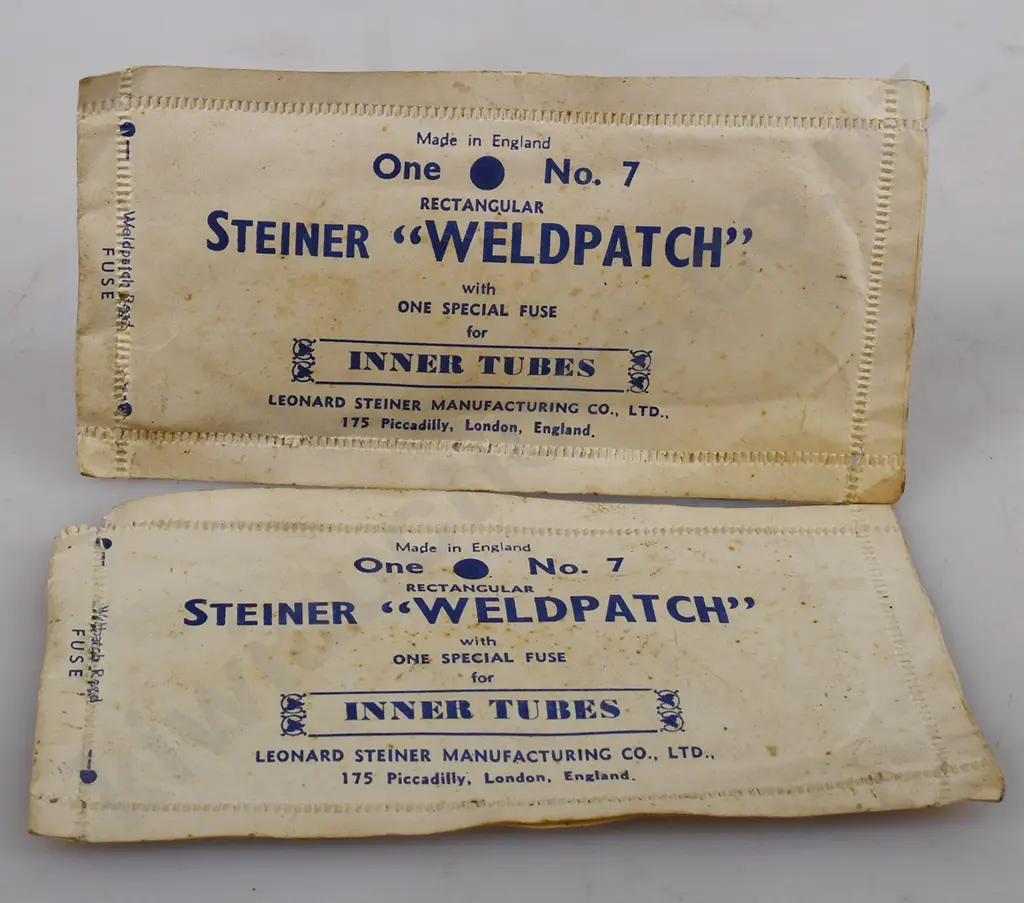 Made in England
One No. 7
RECTANGULAR
STEINER “WELDPATCH”
with
ONE SPECIAL FUSE
for
INNER TUBES
LEONARD STEINER MANUFACTURING CO., LTD.,
175 Piccadilly, London, England.
Weldpatch Road
FUSE
Made in England
One No. 7
RECTANGULAR
STEINER “WELDPATCH”
with
ONE SPECIAL FUSE
for
INNER TUBES
LEONARD STEINER MANUFACTURING CO., LTD.,
175 Piccadilly, London, England.
FUSE